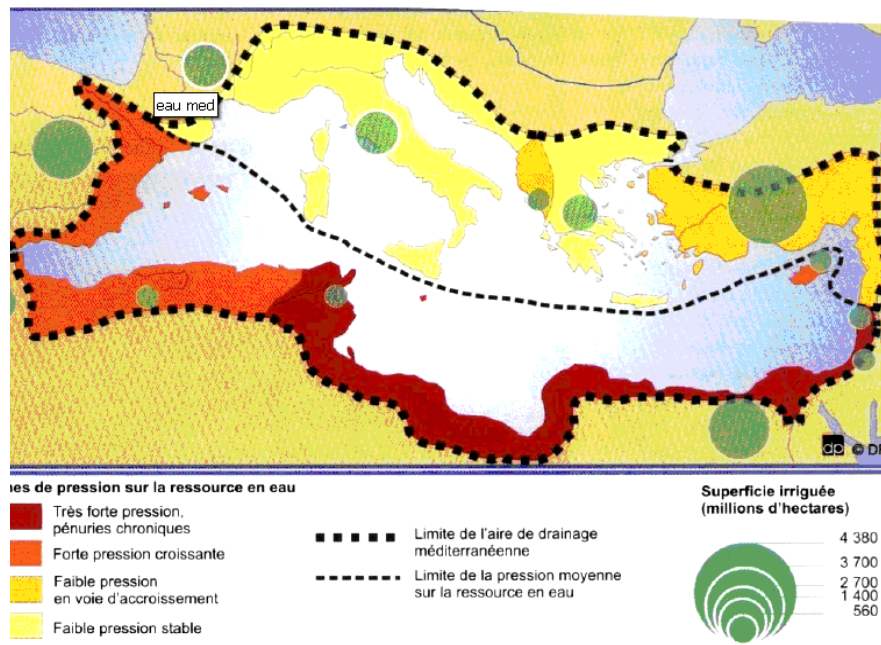 eau med
dp © DI
nes de pression sur la ressource en eau
Très forte pression,
pénuries chroniques
Forte pression croissante
Faible pression
en voie d'accroissement
Faible pression stable
Limite de l'aire de drainage
méditerranéenne
Limite de la pression moyenne
sur la ressource en eau
Superficie irriguée
(millions d'hectares)
4 380
3 700
2 700
1 400
560